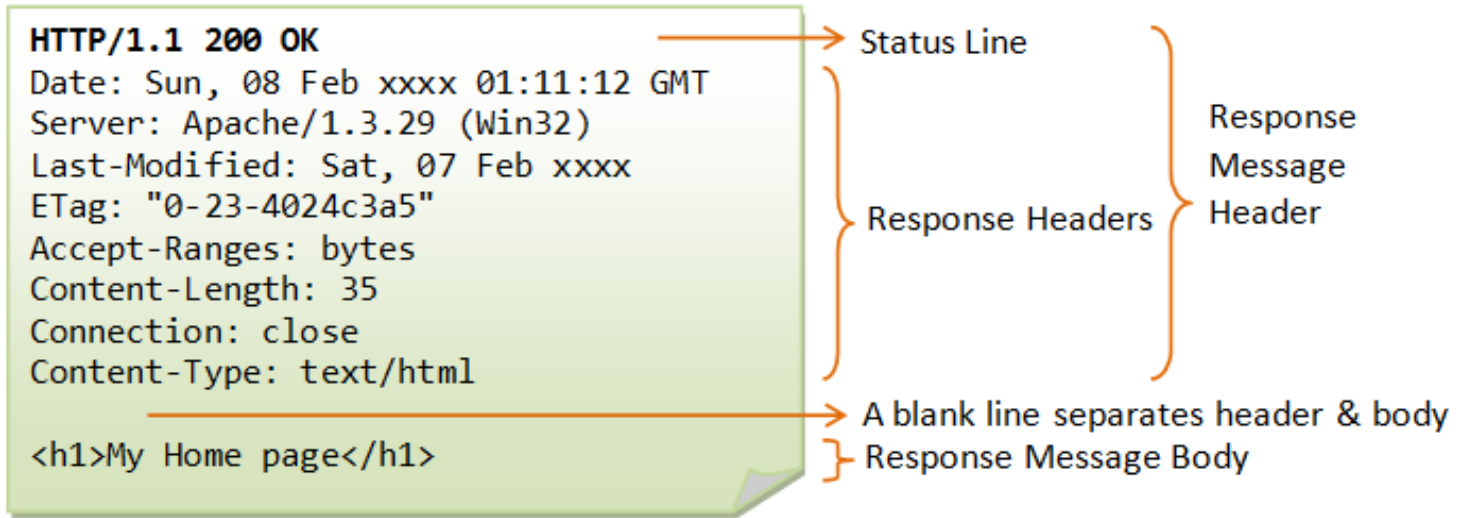 HTTP/1.1 200 OK
Date: Sun, 08 Feb xxxx 01:11:12 GMT
Server: Apache/1.3.29 (Win32)
Last-Modified: Sat, 07 Feb xxxx
ETag: "0-23-4024c3a5"
Accept-Ranges: bytes
Content-Length: 35
Connection: close
Content-Type: text/html
<h1>My Home page</h1>
Status Line
Response Headers
Response
Message
Header
A blank line separates header & body
Response Message Body